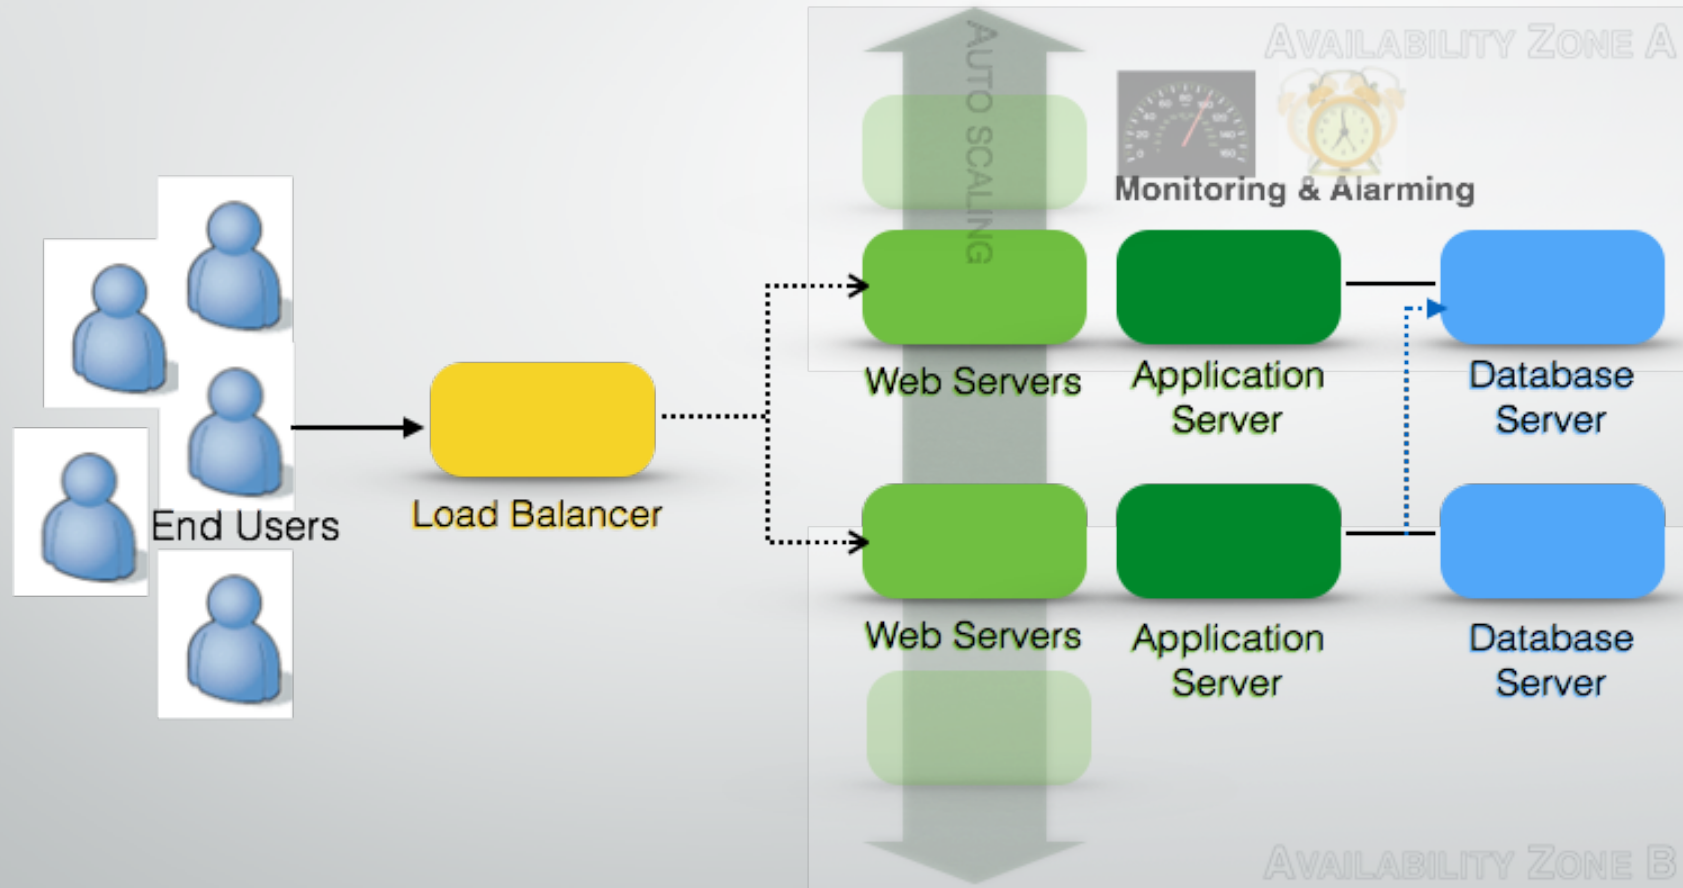 AVAILABILITY ZONE A
AUTO SCALING
Monitoring & Alarming
Web Servers
Application
Server
Database
Server
End Users
Load Balancer
Web Servers
Application
Server
Database
Server
AVAILABILITY ZONE B